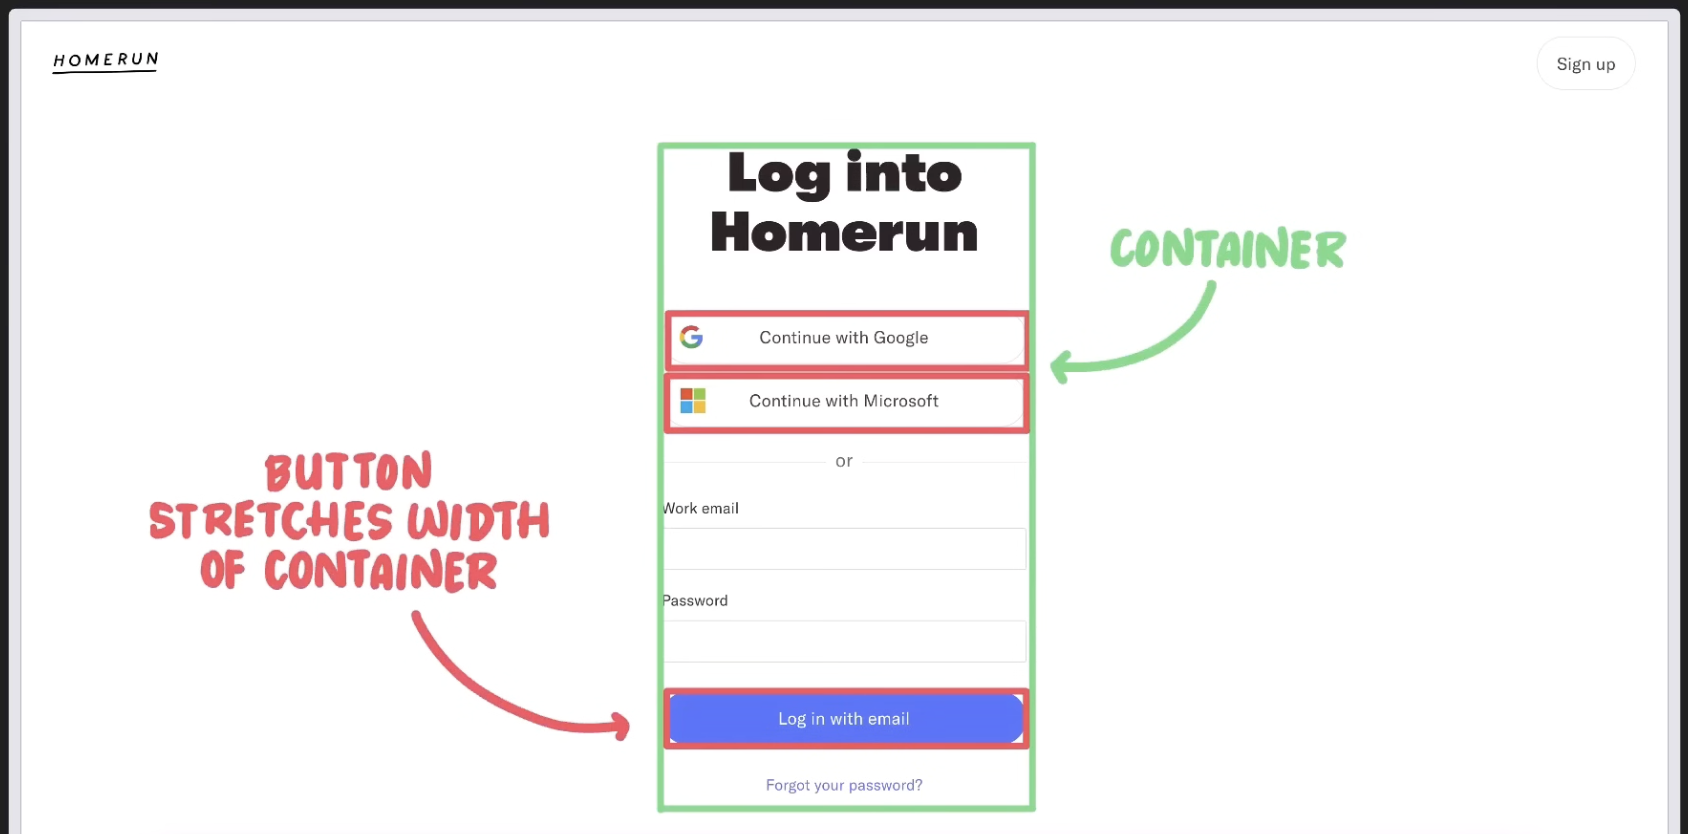 HOMERUN
Sign up
Log into
Homerun
CONTAINER
Continue with Google
Continue with Microsoft
or
BUTTON
STRETCHES WIDTH
OF CONTAINER
Work email
Password
Log in with email
Forgot your password?